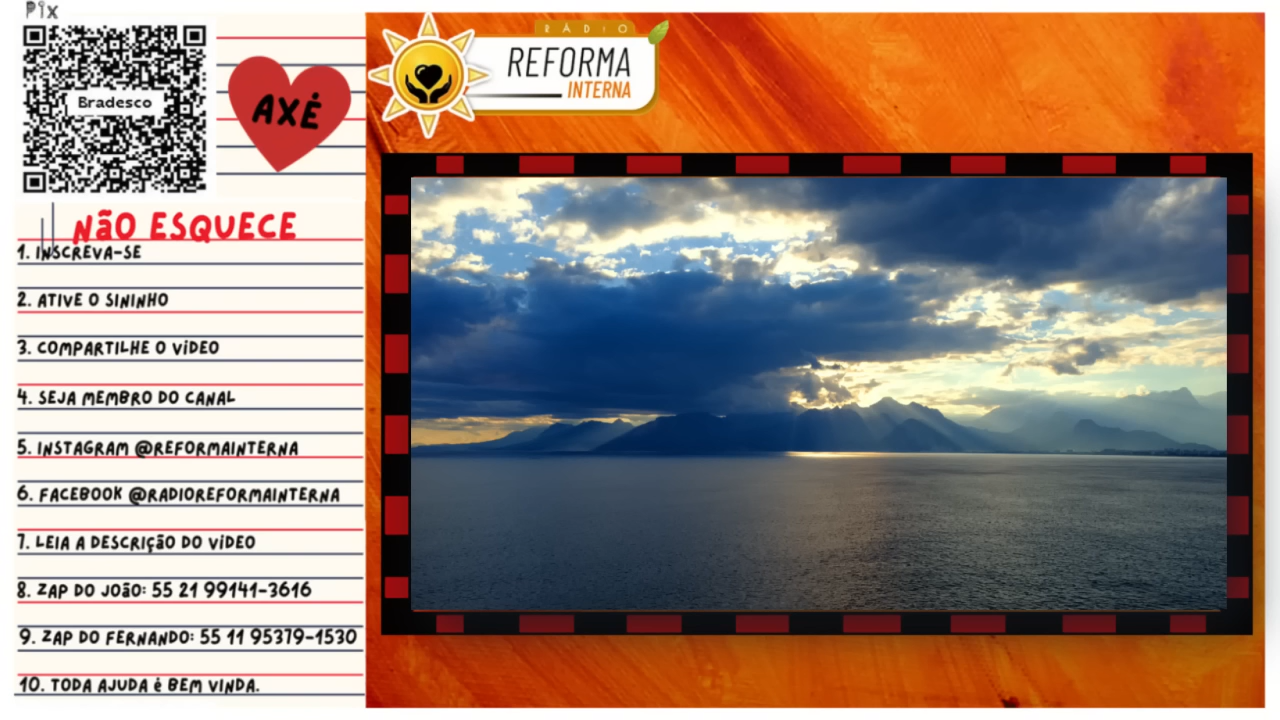 Pix
Bradesco
AXÉ
NãO ESQUECE
1. INSCREVA-SE
2. ATIVE O SININHO
3. COMPARTILHE O VÍDEO
4. SEJA MEMBRO DO CANAL
5. INSTAGRAM @REFORMAINTERNA
6. FACEBOOK @RADIOREFORMAINTERNA
7. LEIA A DESCRIÇÃO DO VÍDEO
8. ZAP DO JOÃO: 55 21 99141-3616
9. ZAP DO FERNANDO: 55 11 95379-1530
10. TODA AJUDA É BEM VINDA.
RÁDIO
REFORMA
INTERNA